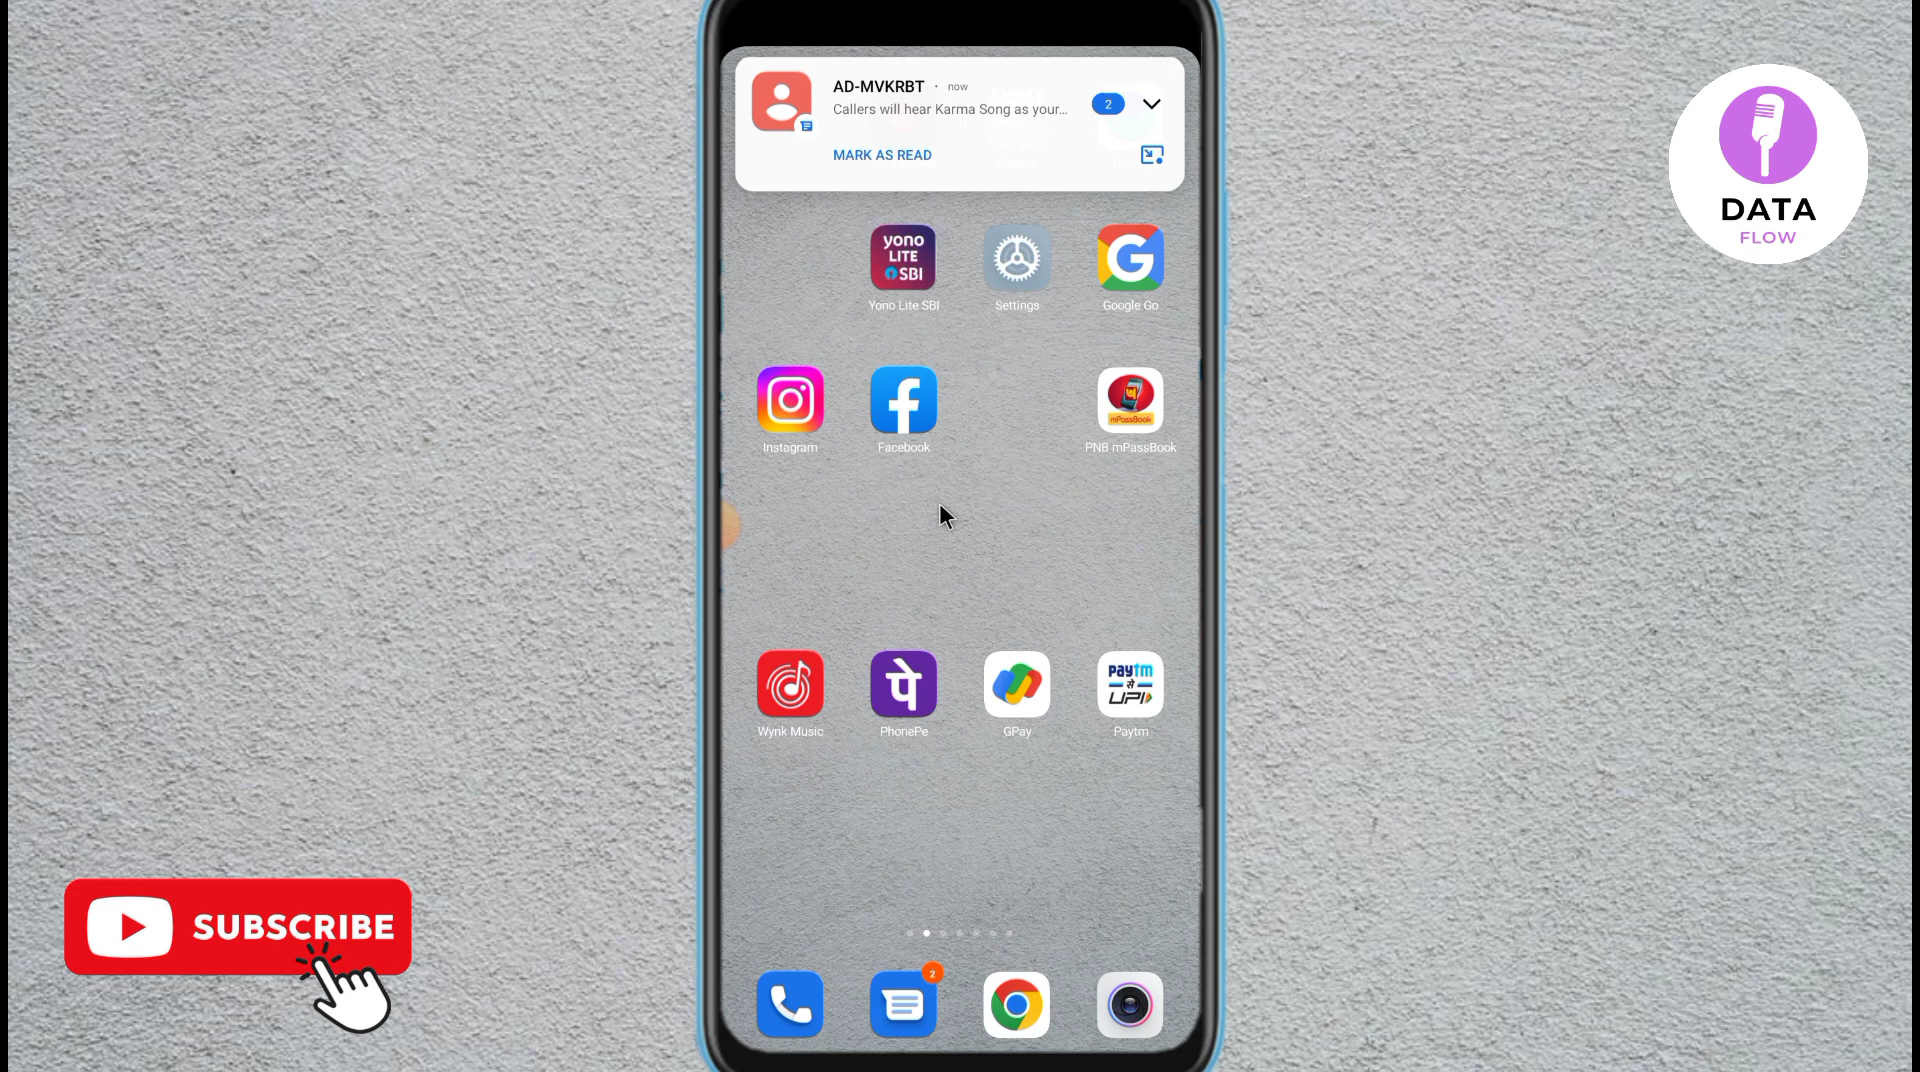 AD-MVKRBT · now
Callers will hear Karma Song as your...
2
MARK AS READ
DATA
FLOW
yono
LITE
SBI
Yono Lite SBI
Settings
G
Google Go
mPassBook
Instagram
Facebook
PNB mPassBook
पे
paytm
से
UPI
Wynk Music
PhonePe
GPay
Paytm
SUBSCRIBE
2